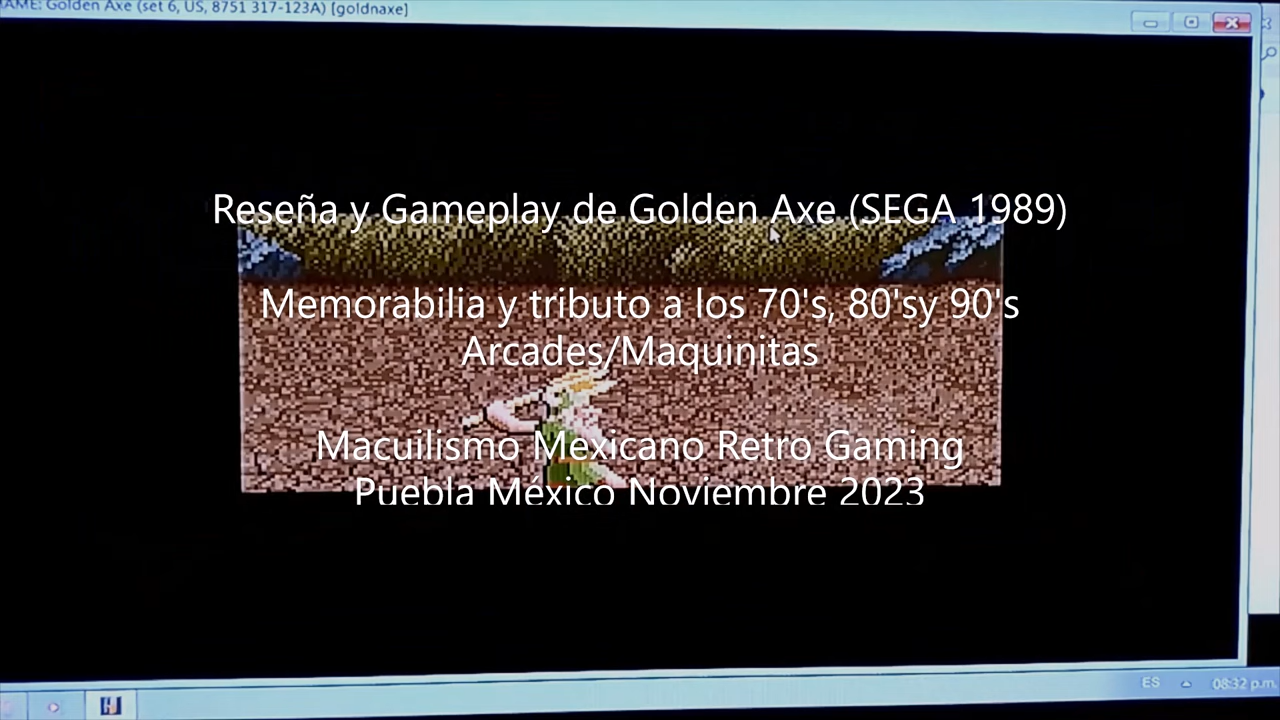 AME: Golden Axe (set 6, US, 8751 317-123A) [goldnaxe]
Reseña y Gameplay de Golden Axe (SEGA 1989)
Memorabilia y tributo a los 70's, 80'sy 90's
Arcades/Maquinitas
Macuilismo Mexicano Retro Gaming
Puebla México Noviembre 2023
ES
08:32 p.m.